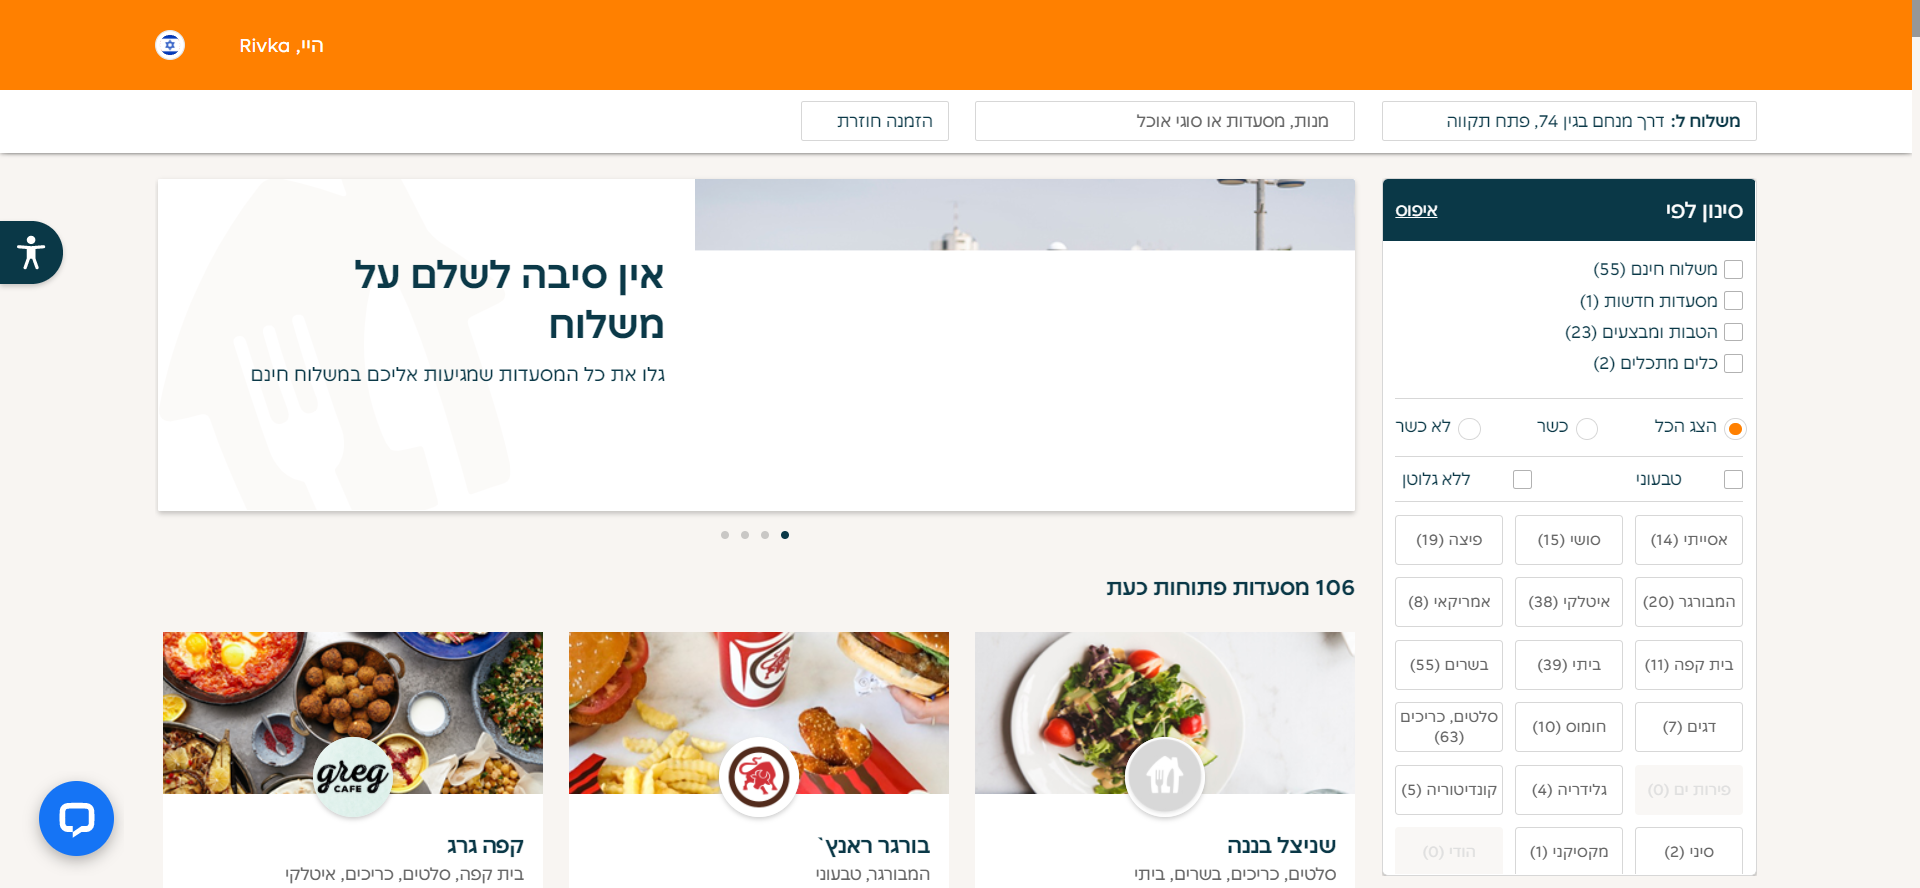 היי, Rivka
משלוח ל: דרך מנחם בגין 74, פתח תקווה
מנות, מסעדות או סוגי אוכל
הזמנה חוזרת
סינון לפי
איפוס
משלוח חינם (55)
מסעדות חדשות (1)
הטבות ומבצעים (23)
כלים מתכלים (2)
הצג הכל
כשר
לא כשר
טבעוני
ללא גלוטן
אסייתי (14)
סושי (15)
פיצה (19)
המבורגר (20)
איטלקי (38)
אמריקאי (8)
בית קפה (11)
ביתי (39)
בשרים (55)
דגים (7)
חומוס (10)
סלטים, כריכים
(63)
פירות ים (0)
גלידריה (4)
קונדיטוריה (5)
סיני (2)
מקסיקני (1)
הודי (0)
אין סיבה לשלם על
משלוח
גלו את כל המסעדות שמגיעות אליכם במשלוח חינם
106 מסעדות פתוחות כעת
שניצל בננה
סלטים, כריכים, בשרים, ביתי
בורגר ראנץ`
המבורגר, טבעוני
greg
CAFE
קפה גרג
בית קפה, סלטים, כריכים, איטלקי